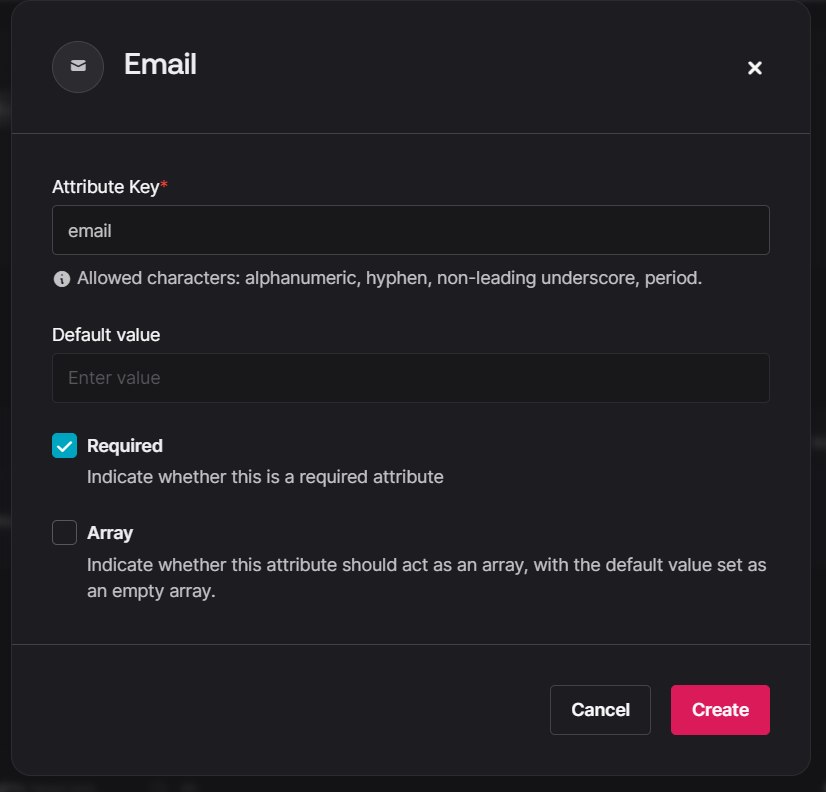 Email
Attribute Key*
email
Allowed characters: alphanumeric, hyphen, non-leading underscore, period.
Default value
Enter value
Required
Indicate whether this is a required attribute
Array
Indicate whether this attribute should act as an array, with the default value set as
an empty array.
Cancel
Create